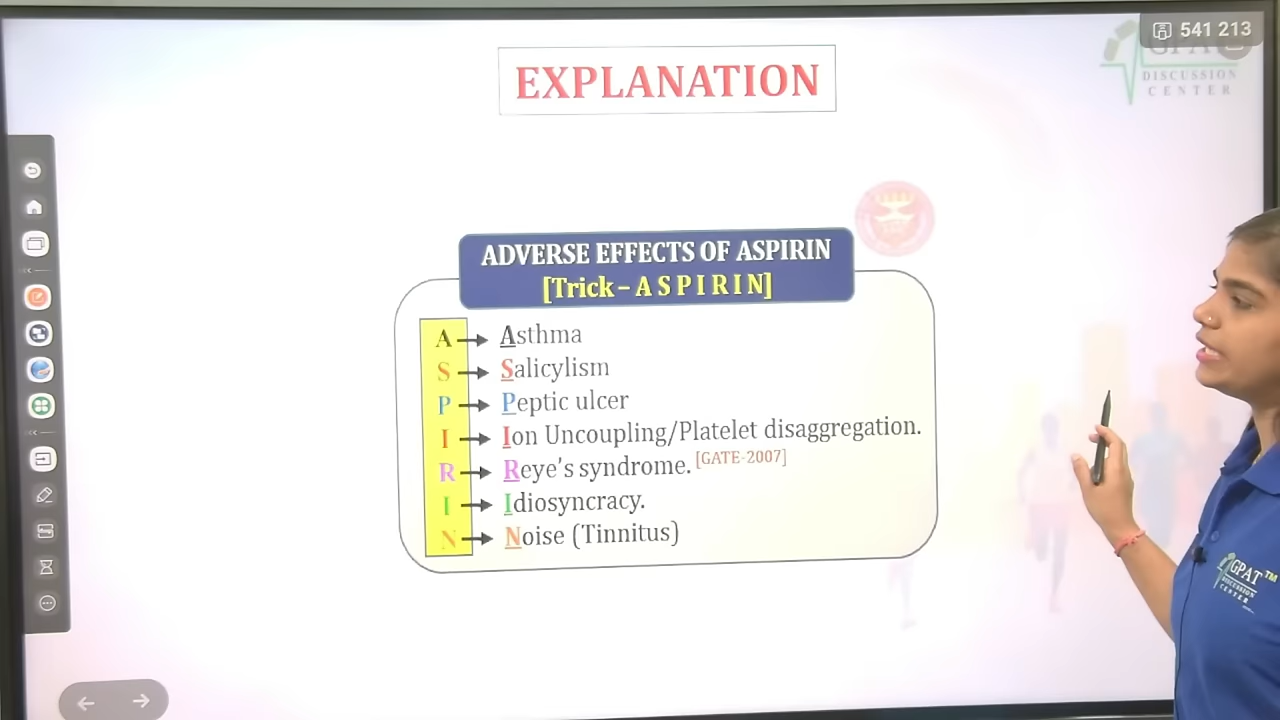 541 213
GPAT
DISCUSSION
CENTER
EXPLANATION
ADVERSE EFFECTS OF ASPIRIN
[Trick – A S P I R I N]
A → Asthma
S → Salicylism
P → Peptic ulcer
I → Ion Uncoupling/Platelet disaggregation.
R → Reye's syndrome. [GATE-2007]
I → Idiosyncracy.
N → Noise (Tinnitus)
GPAT™
DISCUSSION
CENTER